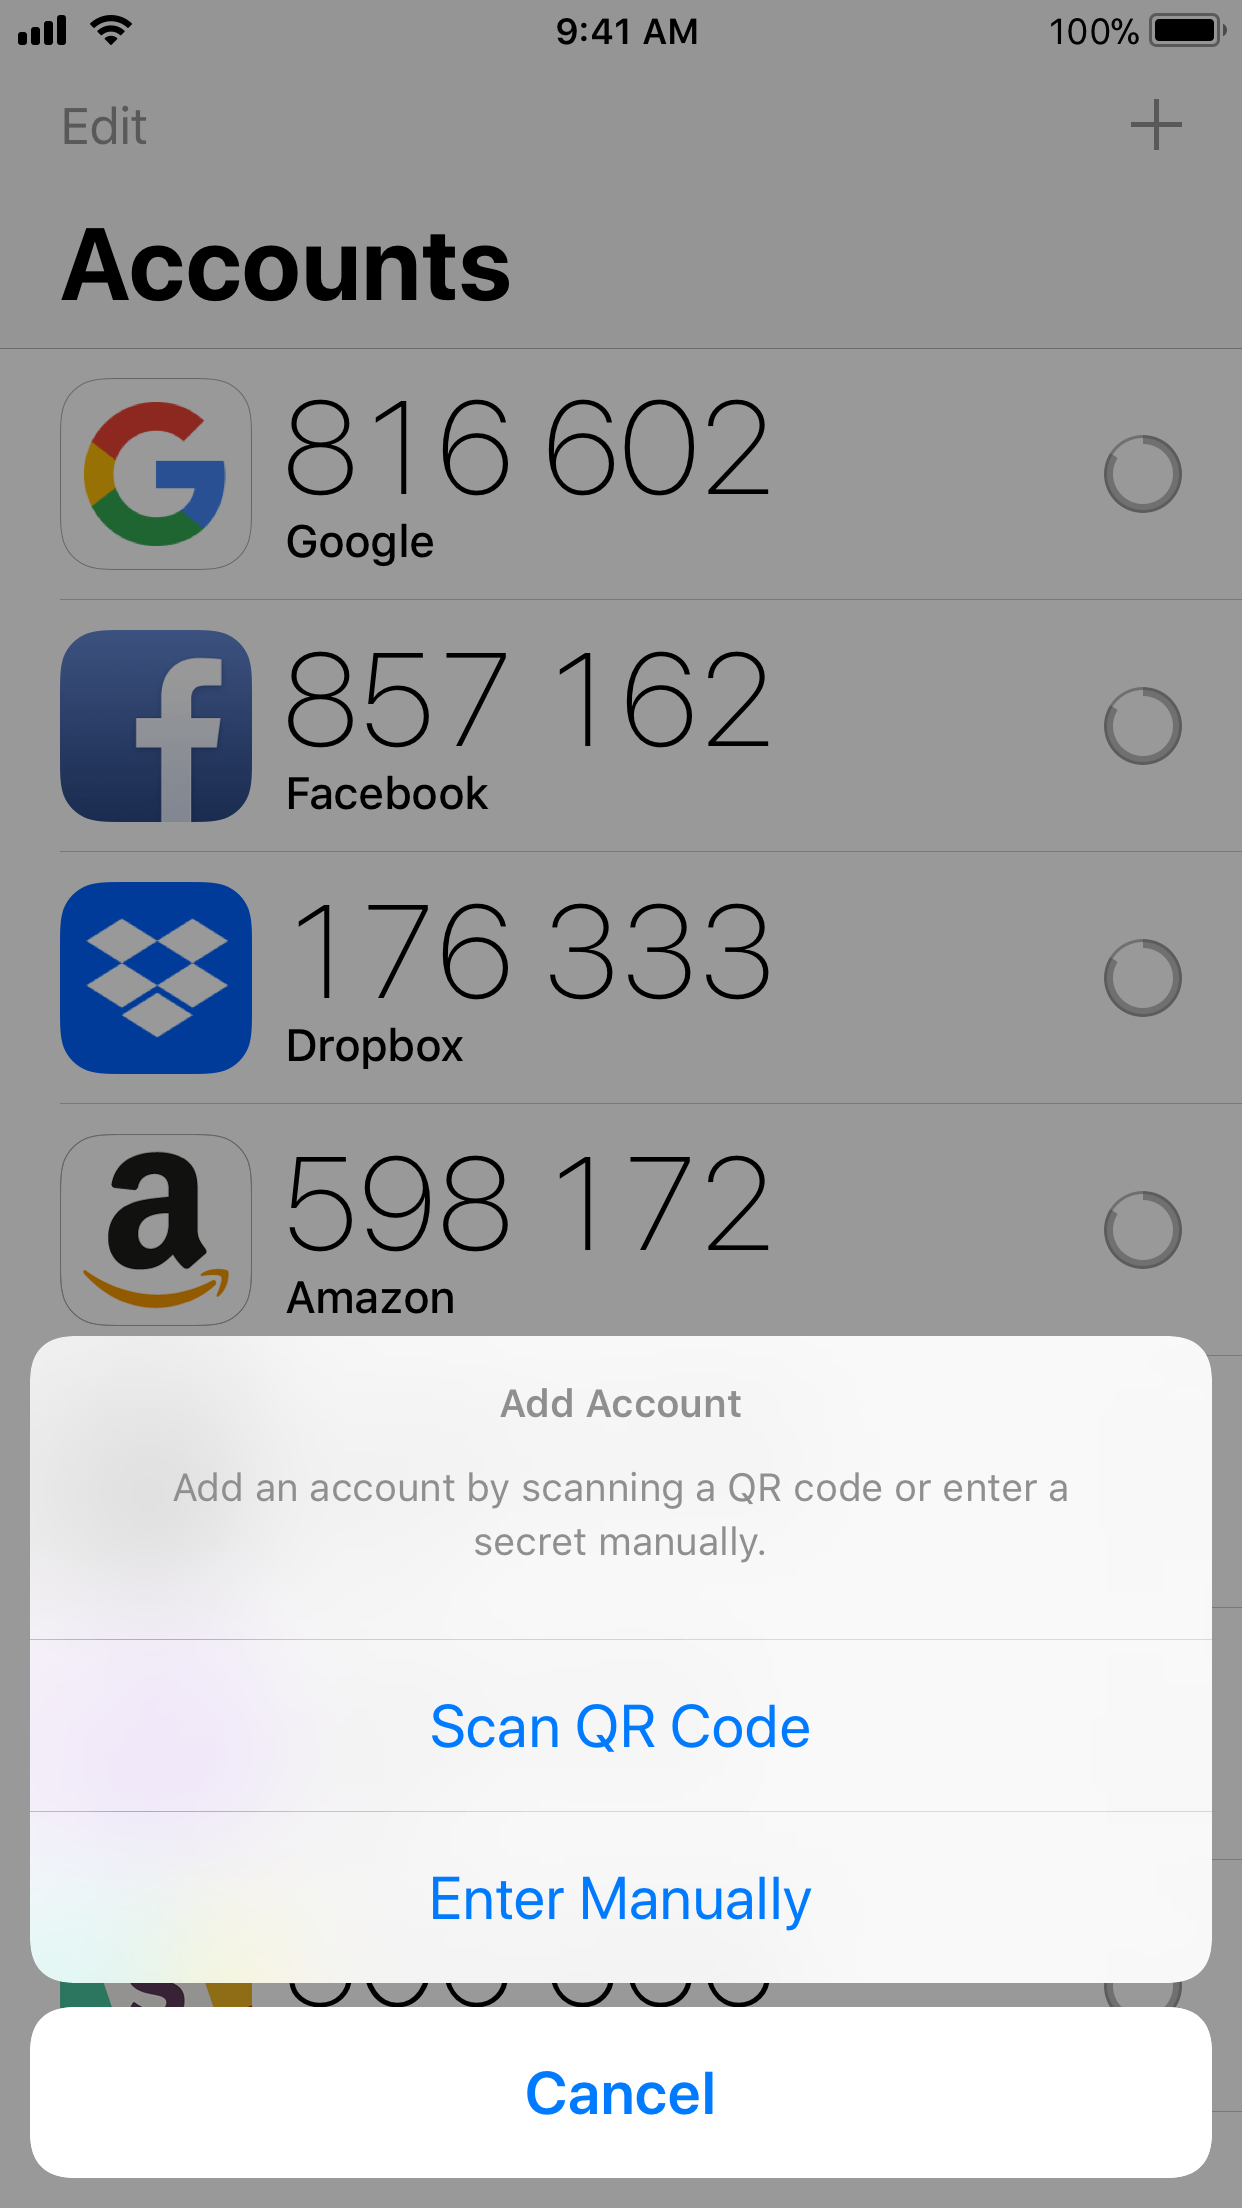 9:41 AM 100%
Edit
Accounts
816 602
Google
857 162
Facebook
176 333
Dropbox
598 172
Amazon
Add Account
Add an account by scanning a QR code or enter a
secret manually.
Scan QR Code
Enter Manually
Cancel